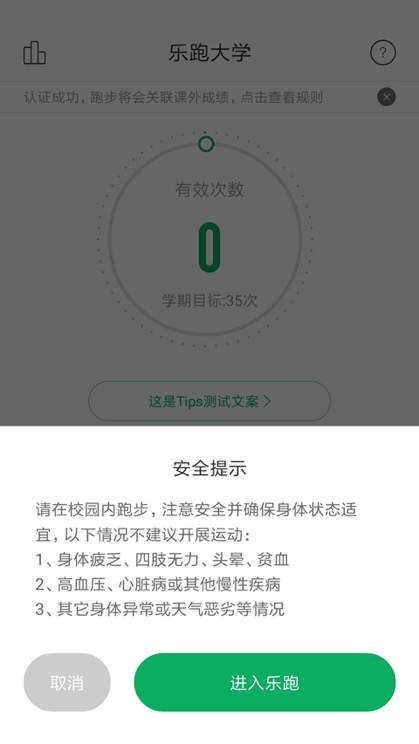 乐跑大学
?
认证成功，跑步将会关联课外成绩，点击查看规则
有效次数
0
学期目标:35次
这是Tips测试文案
安全提示
请在校园内跑步，注意安全并确保身体状态适
宜，以下情况不建议开展运动：
1、身体疲乏、四肢无力、头晕、贫血
2、高血压、心脏病或其他慢性疾病
3、其它身体异常或天气恶劣等情况
取消
进入乐跑